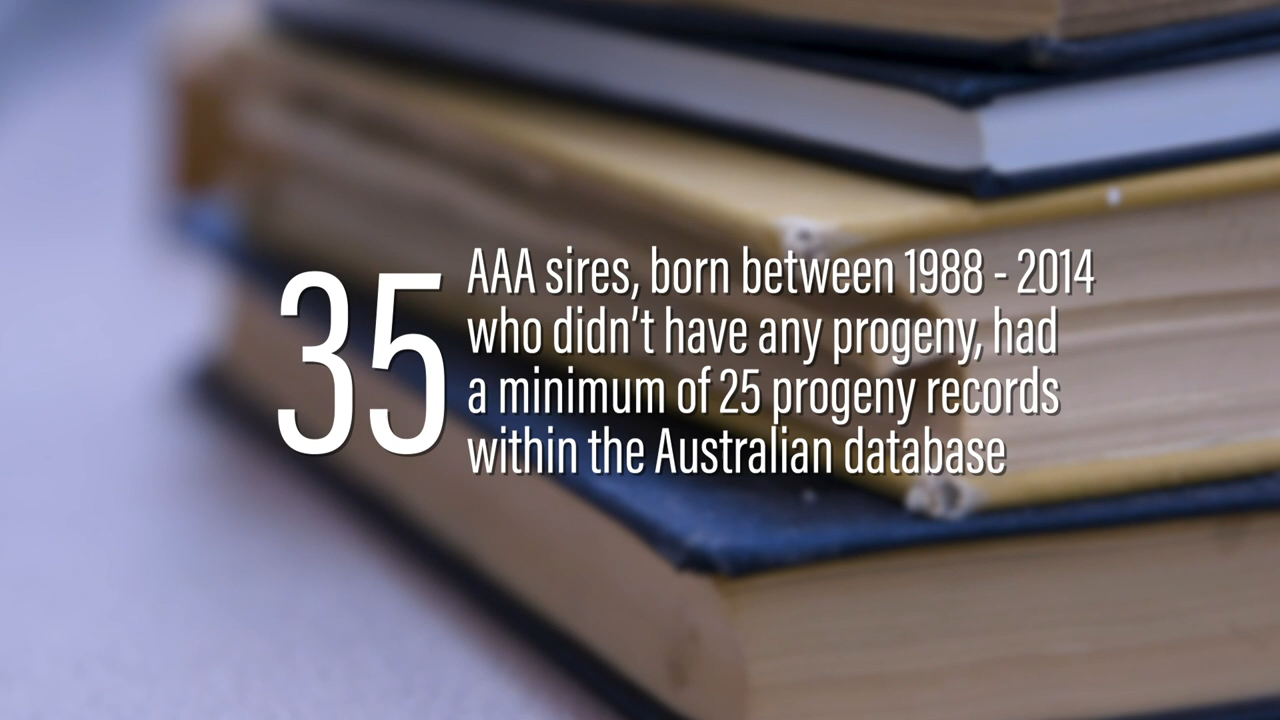 35
AAA sires, born between 1988 - 2014
who didn't have any progeny, had
a minimum of 25 progeny records
within the Australian database